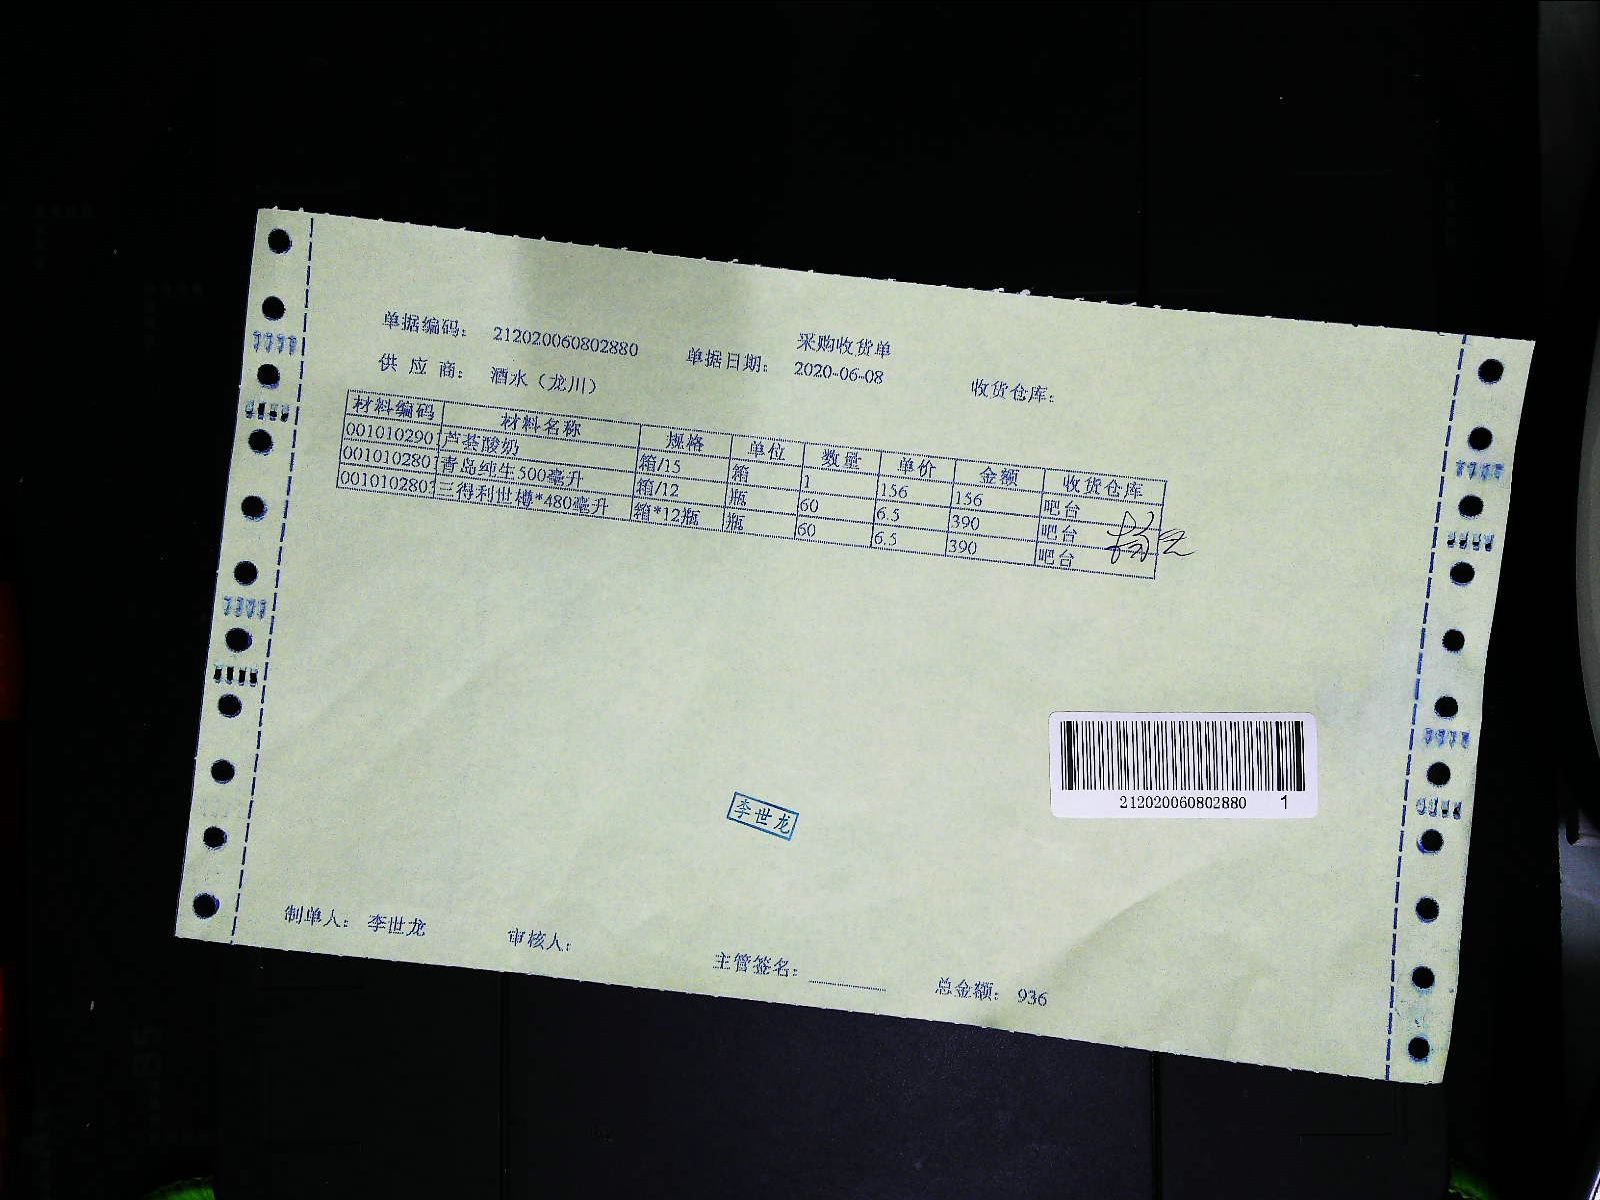 采购收货单
单据编码： 212020060802880 单据日期： 2020-06-08 收货仓库：
供 应 商： 酒水（龙川）
材料编码 材料名称 规格 单位 数量 单价 金额 收货仓库
001010290 芦荟酸奶 箱/15 箱 1 156 156 吧台
001010280 青岛纯生500毫升 箱/12 瓶 60 6.5 390 吧台
001010280 三得利世樽*480毫升 箱*12瓶 瓶 60 6.5 390 吧台
212020060802880 1
李世龙
制单人： 李世龙 审核人： 主管签名： 总金额： 936